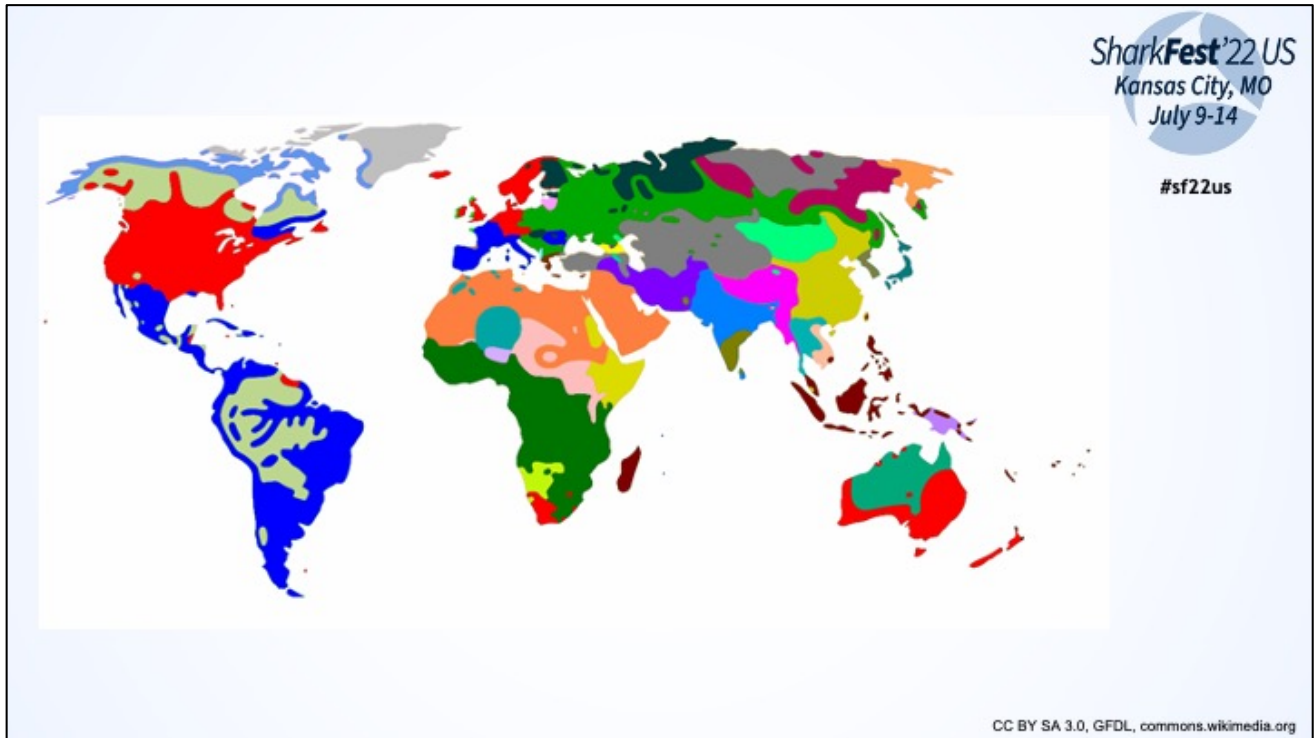 SharkFest'22 US
Kansas City, MO
July 9-14
#sf22us
CC BY SA 3.0, GFDL, commons.wikimedia.org